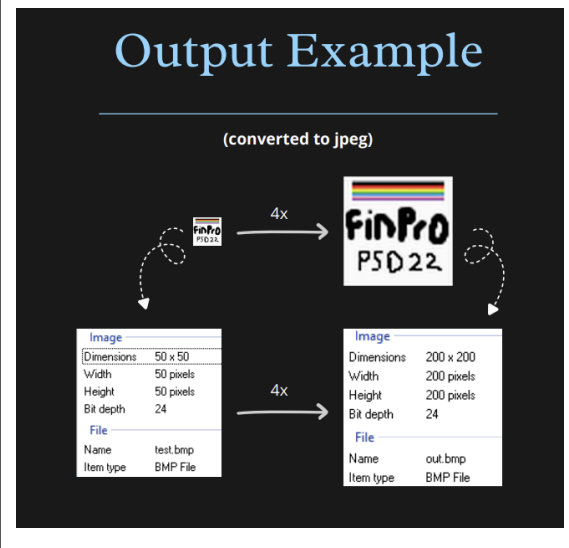 Output Example
(converted to jpeg)
4x
FinPro
PSD22
FinPrO
PSD22
Image
Dimensions 50 x 50
Width 50 pixels
Height 50 pixels
Bit depth 24
File
Name test.bmp
Item type BMP File
4x
Image
Dimensions 200 x 200
Width 200 pixels
Height 200 pixels
Bit depth 24
File
Name out.bmp
Item type BMP File